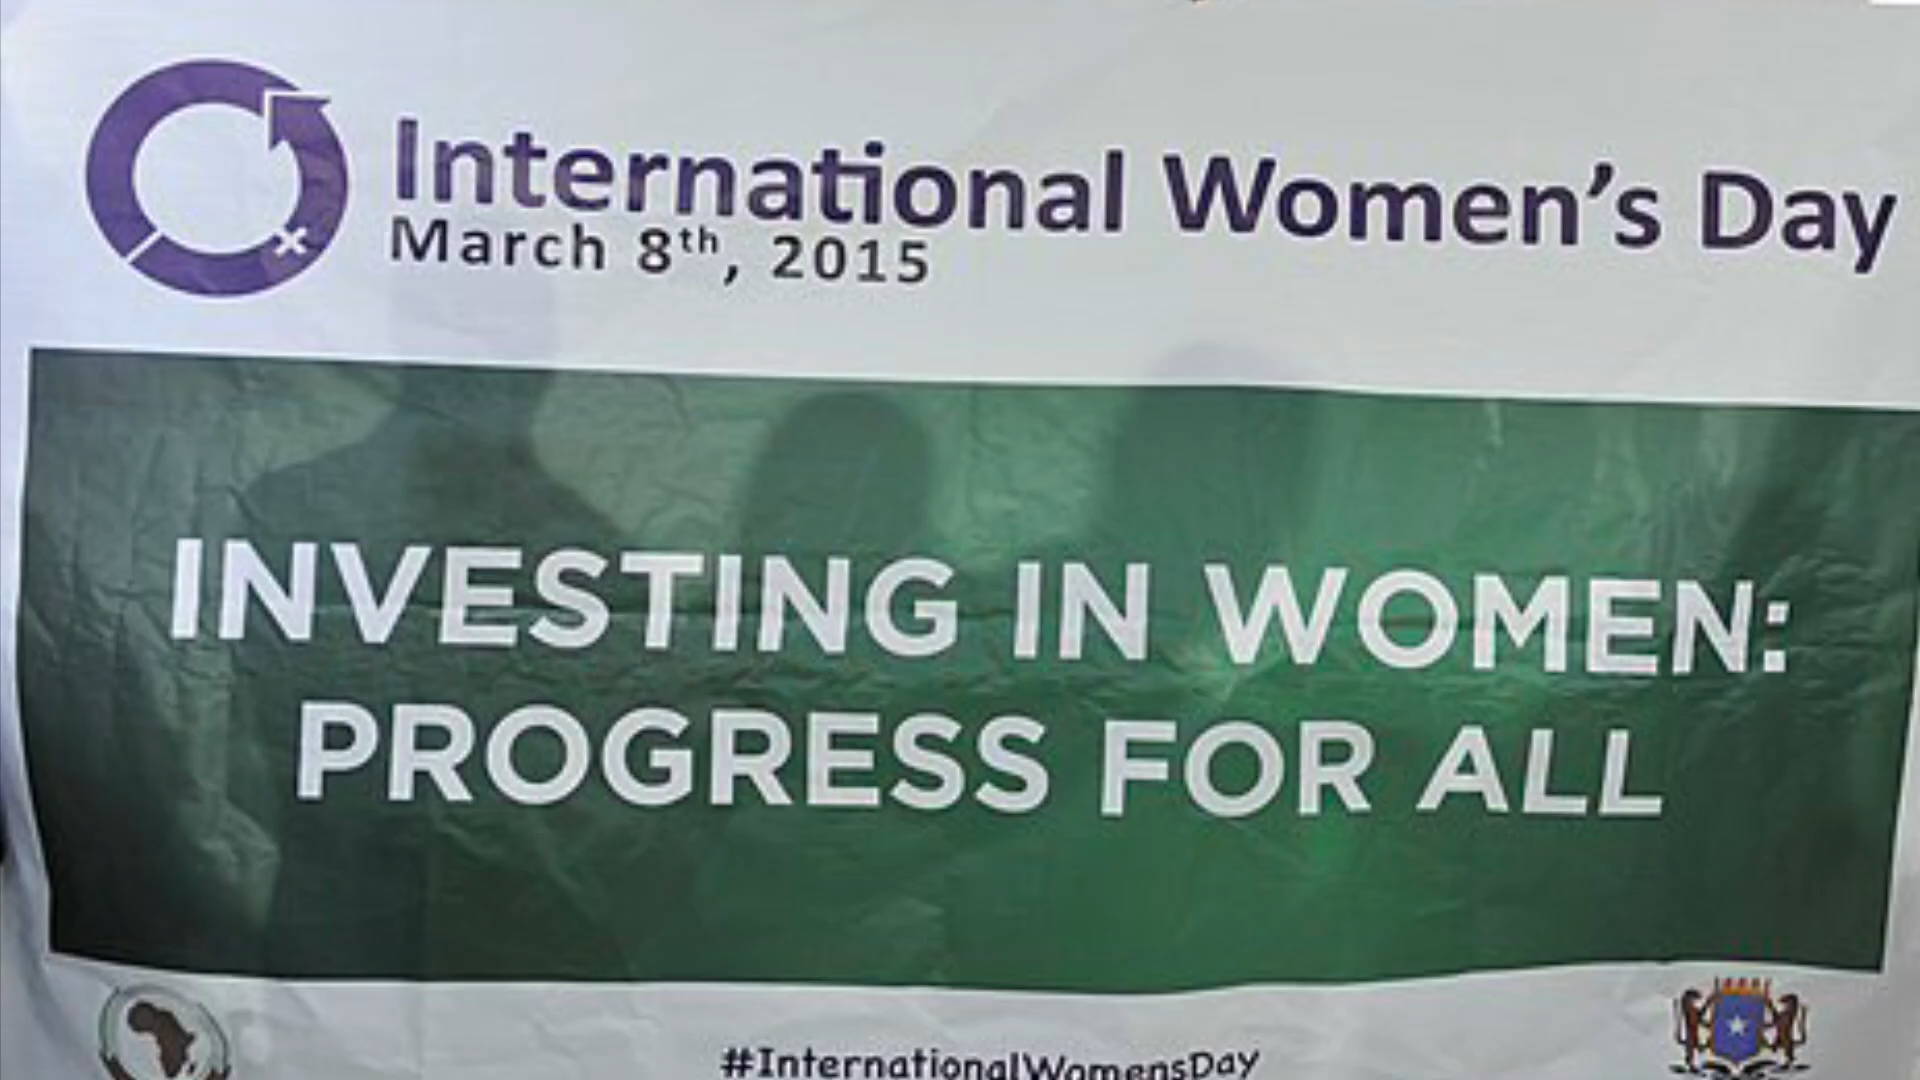 International Women's Day
March 8th, 2015
INVESTING IN WOMEN:
PROGRESS FOR ALL
#InternationalWomensDay